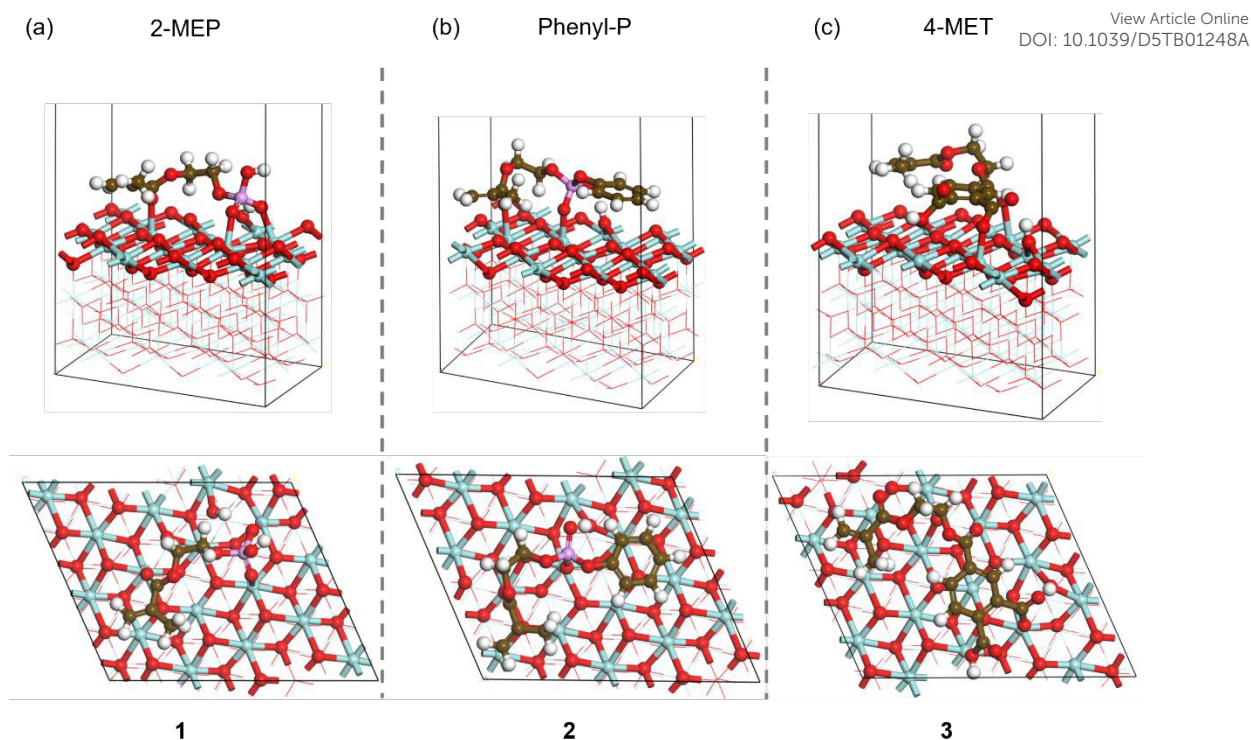 View Article Online
DOI: 10.1039/D5TB01248A
(a) 2-MEP (b) Phenyl-P (c) 4-MET
1 2 3